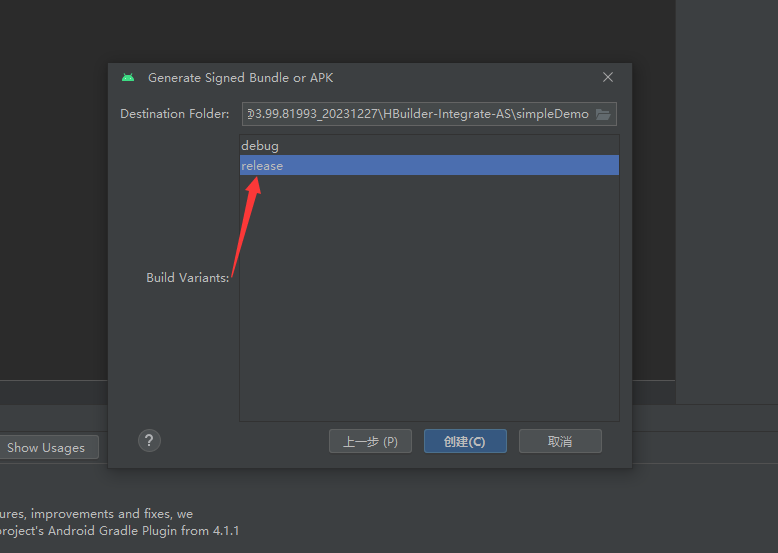 Generate Signed Bundle or APK
Destination Folder:
03.99.81993_20231227\HBuilder-Integrate-AS\simpleDemo
debug
release
Build Variants:
?
上一步 (P)
创建(C)
取消
Show Usages
ures, improvements and fixes, we
project's Android Gradle Plugin from 4.1.1